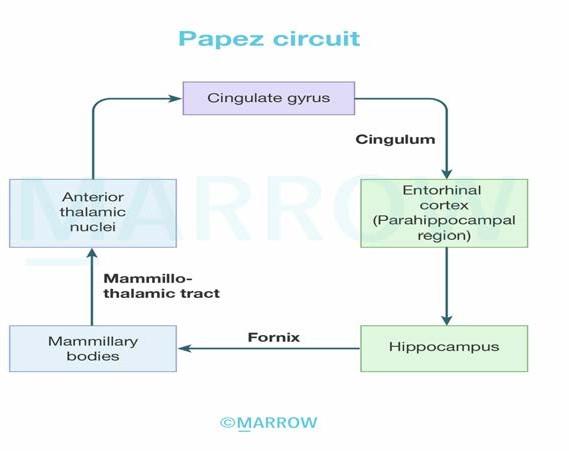 Papez circuit
Cingulate gyrus
Cingulum
Anterior
thalamic
nuclei
Entorhinal
cortex
(Parahippocampal
region)
MARROW
Mammillo-
thalamic tract
Mammillary
bodies
Fornix
Hippocampus
©MARROW